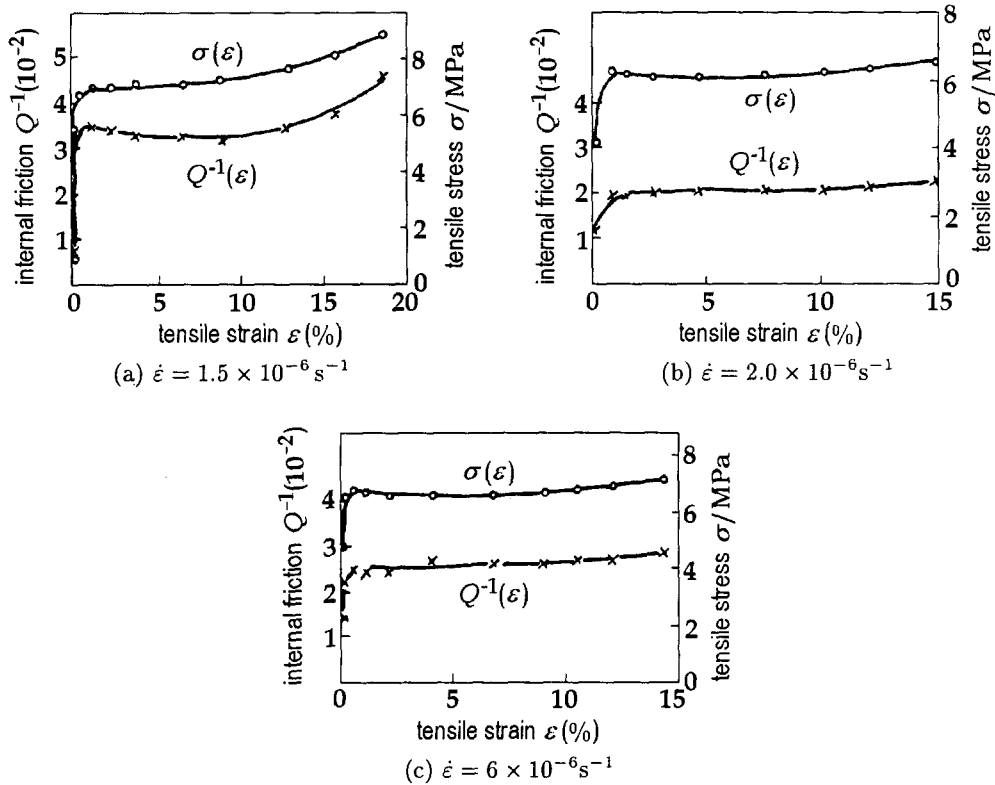 internal friction Q⁻¹(10⁻²)
5
4
3
2
1
σ(ε)
Q⁻¹(ε)
8
6
4
2
0
tensile stress σ/MPa
0 5 10 15 20
tensile strain ε(%)
(a) ε̇ = 1.5 × 10⁻⁶ s⁻¹
internal friction Q⁻¹(10⁻²)
4
3
2
1
σ(ε)
Q⁻¹(ε)
8
6
4
2
0
tensile stress σ/MPa
0 5 10 15
tensile strain ε(%)
(b) ε̇ = 2.0 × 10⁻⁶ s⁻¹
internal friction Q⁻¹(10⁻²)
4
3
2
1
σ(ε)
Q⁻¹(ε)
8
6
4
2
0
tensile stress σ/MPa
0 5 10 15
tensile strain ε(%)
(c) ε̇ = 6 × 10⁻⁶ s⁻¹